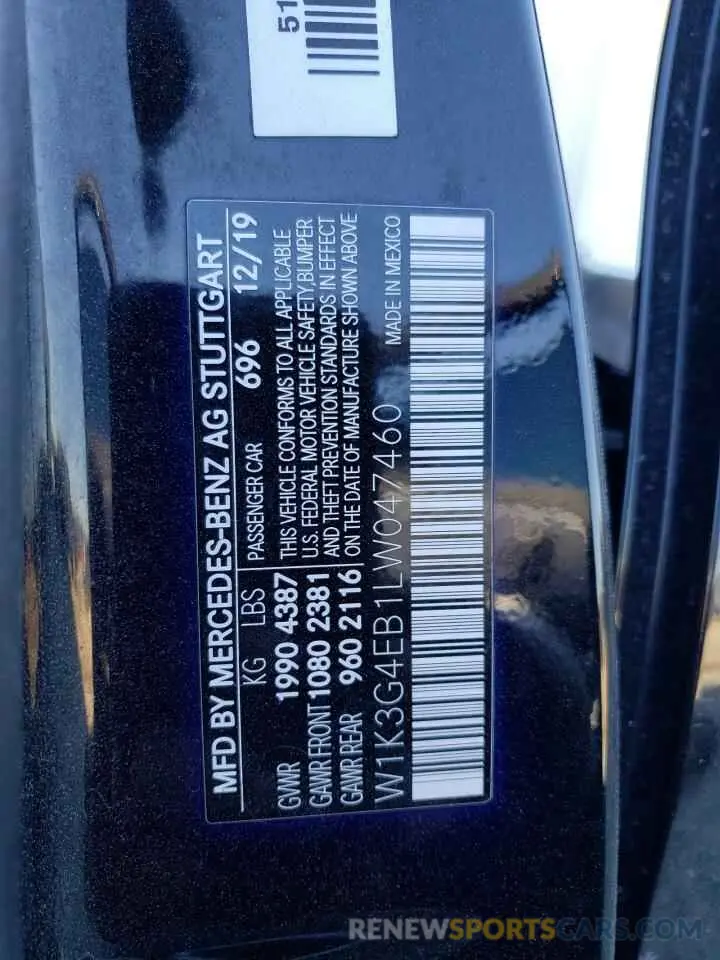 51
MFD BY MERCEDES-BENZ AG STUTTGART
KG LBS PASSENGER CAR 696 12/19
GVWR 1990 4387 THIS VEHICLE CONFORMS TO ALL APPLICABLE
GAWR FRONT 1080 2381 U.S. FEDERAL MOTOR VEHICLE SAFETY, BUMPER
AND THEFT PREVENTION STANDARDS IN EFFECT
GAWR REAR 960 2116 ON THE DATE OF MANUFACTURE SHOWN ABOVE
W1K3G4EB1LW047460 MADE IN MEXICO
RENEWSPORTSCARS.COM